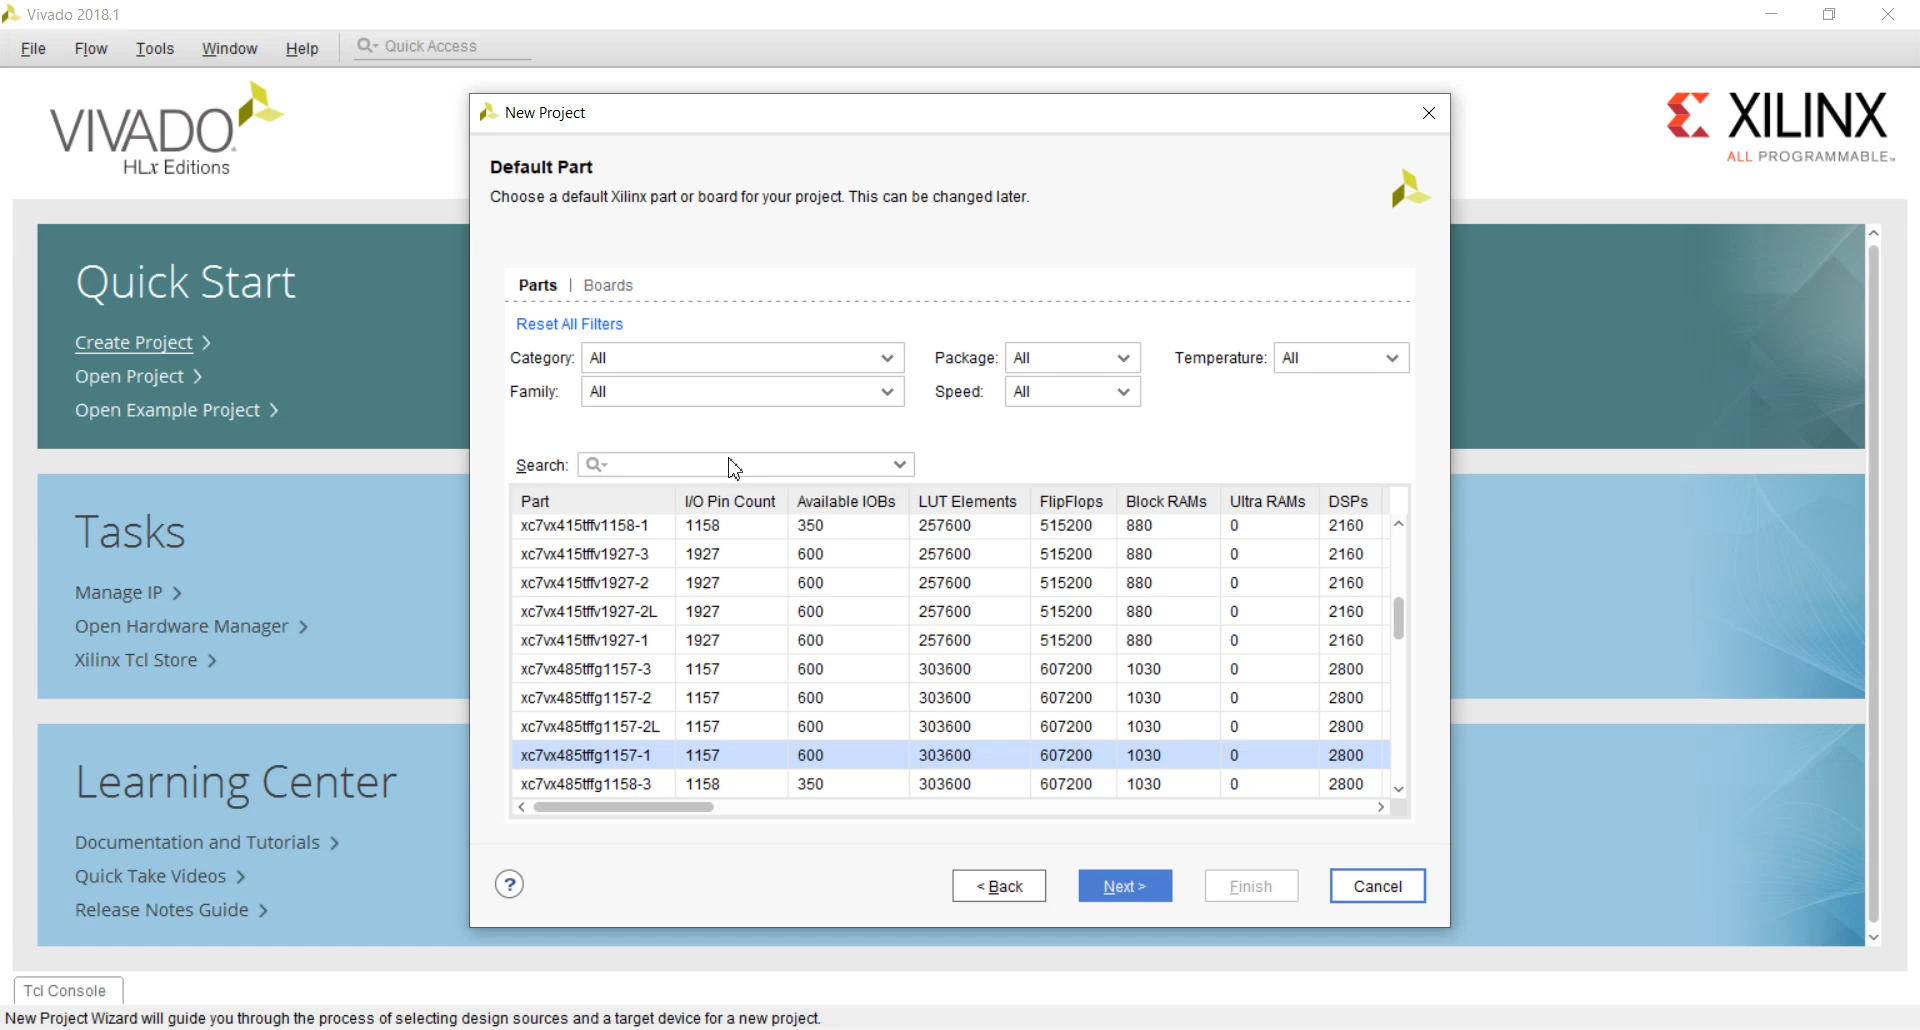 Vivado 2018.1
File Flow Tools Window Help Quick Access
VIVADO
HLx Editions
XILINX
ALL PROGRAMMABLE™
Quick Start
Create Project >
Open Project >
Open Example Project >
Tasks
Manage IP >
Open Hardware Manager >
Xilinx Tcl Store >
Learning Center
Documentation and Tutorials >
Quick Take Videos >
Release Notes Guide >
New Project
Default Part
Choose a default Xilinx part or board for your project. This can be changed later.
Parts | Boards
Reset All Filters
Category: All Package: All Temperature: All
Family: All Speed: All
Search:
Part I/O Pin Count Available IOBs LUT Elements FlipFlops Block RAMs Ultra RAMs DSPs
xc7vx415tffv1158-1 1158 350 257600 515200 880 0 2160
xc7vx415tffv1927-3 1927 600 257600 515200 880 0 2160
xc7vx415tffv1927-2 1927 600 257600 515200 880 0 2160
xc7vx415tffv1927-2L 1927 600 257600 515200 880 0 2160
xc7vx415tffv1927-1 1927 600 257600 515200 880 0 2160
xc7vx485tffg1157-3 1157 600 303600 607200 1030 0 2800
xc7vx485tffg1157-2 1157 600 303600 607200 1030 0 2800
xc7vx485tffg1157-2L 1157 600 303600 607200 1030 0 2800
xc7vx485tffg1157-1 1157 600 303600 607200 1030 0 2800
xc7vx485tffg1158-3 1158 350 303600 607200 1030 0 2800
? < Back Next > Finish Cancel
Tcl Console
New Project Wizard will guide you through the process of selecting design sources and a target device for a new project.